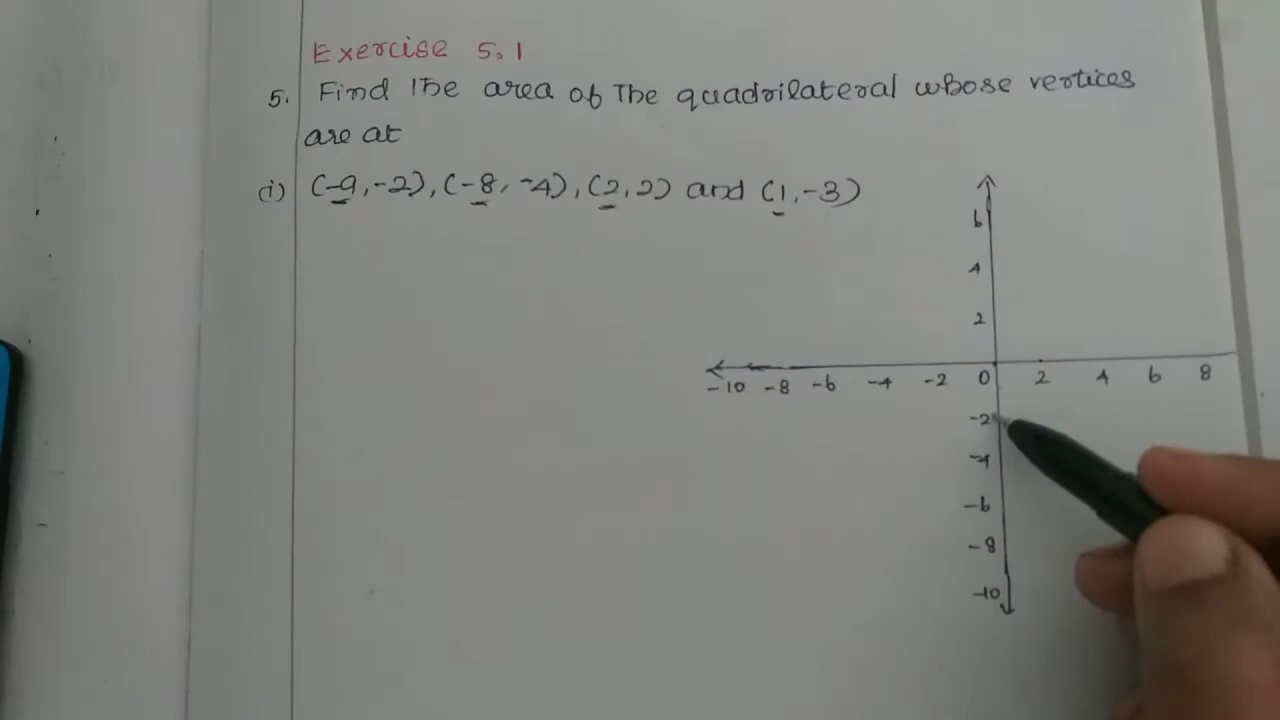 Exercise 5.1
5. Find the area of The quadrilateral whose vertices
are at
(i) (-9,-2), (-8,-4), (2,2) and (1,-3)
6
4
2
-10 -8 -6 -4 -2 0 2 4 6 8
-2
-4
-6
-8
-10